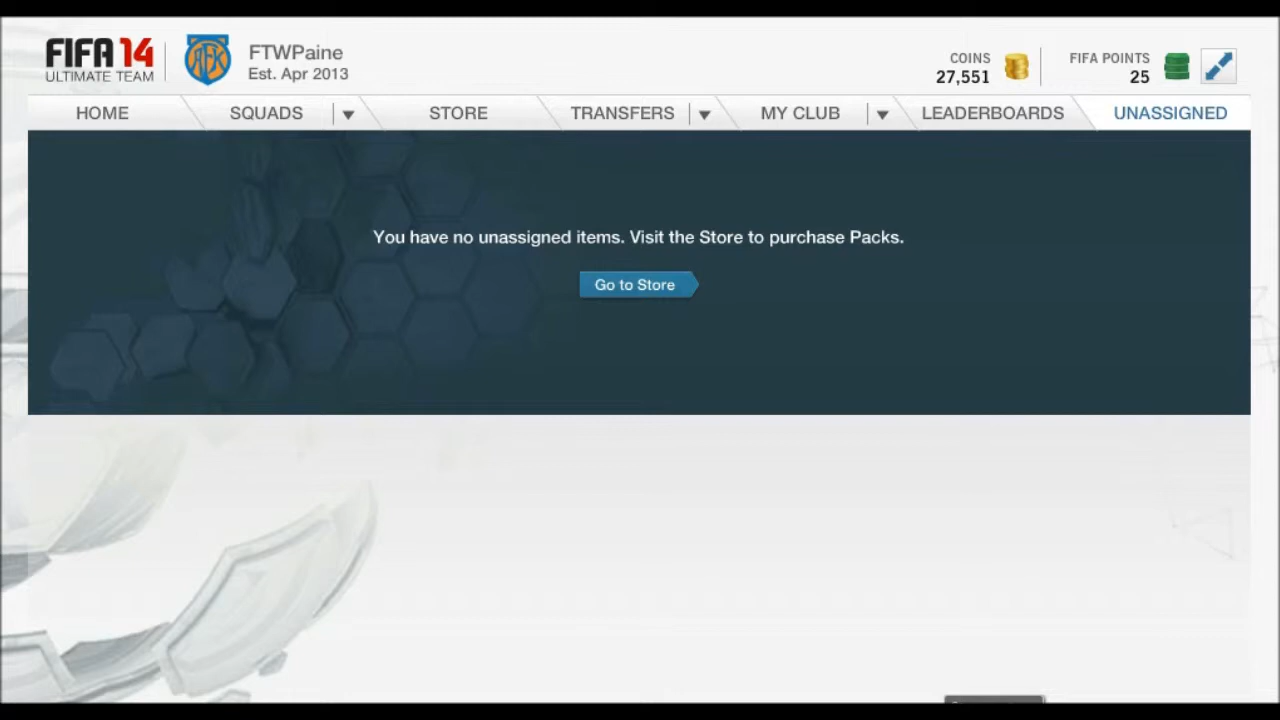 FIFA 14
ULTIMATE TEAM
AFK
FTWPaine
Est. Apr 2013
COINS
27,551
FIFA POINTS
25
HOME
SQUADS
STORE
TRANSFERS
MY CLUB
LEADERBOARDS
UNASSIGNED
You have no unassigned items. Visit the Store to purchase Packs.
Go to Store